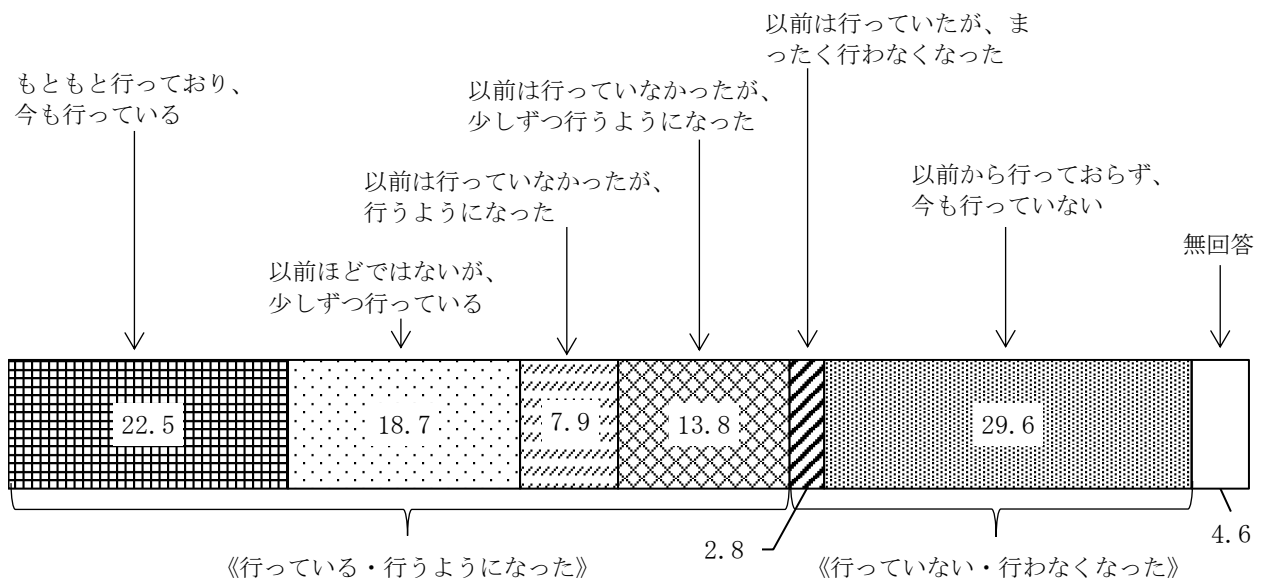 以前は行っていたが、ま
ったく行わなくなった
もともと行っており、
今も行っている
以前は行っていなかったが、
少しずつ行うようになった
以前は行っていなかったが、
行うようになった
以前から行っておらず、
今も行っていない
無回答
以前ほどではないが、
少しずつ行っている
22.5
18.7
7.9
13.8
29.6
2.8
4.6
《行っている・行うようになった》
《行っていない・行わなくなった》